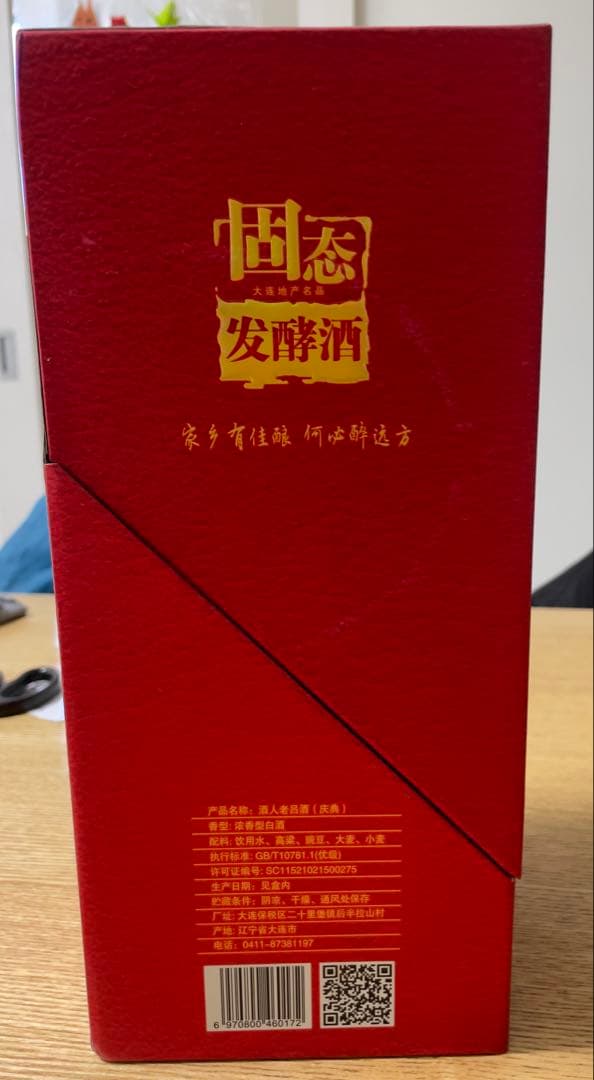 固态
大连地产名品
发酵酒
家乡有佳酿 何必醉远方
产品名称：酒人老吕酒（庆典）
香型: 浓香型白酒
配料: 饮用水、高粱、豌豆、大麦、小麦
执行标准: GB/T10781.1(优级)
许可证编号: SC11521021500275
生产日期：见盒内
贮藏条件：阴凉、干燥、通风处保存
厂址: 大连保税区二十里堡镇后半拉山村
产地: 辽宁省大连市
电话：0411-87381197
6 970800 460172